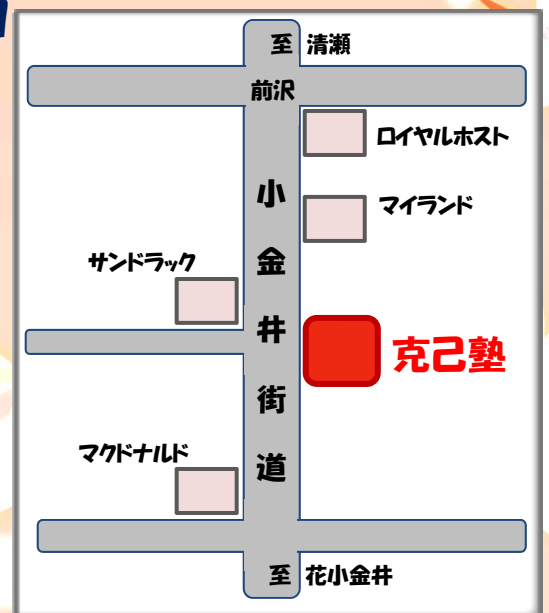 至 清瀬
前沢
ロイヤルホスト
マイランド
小金井街道
サンドラック
克己塾
マクドナルド
至 花小金井